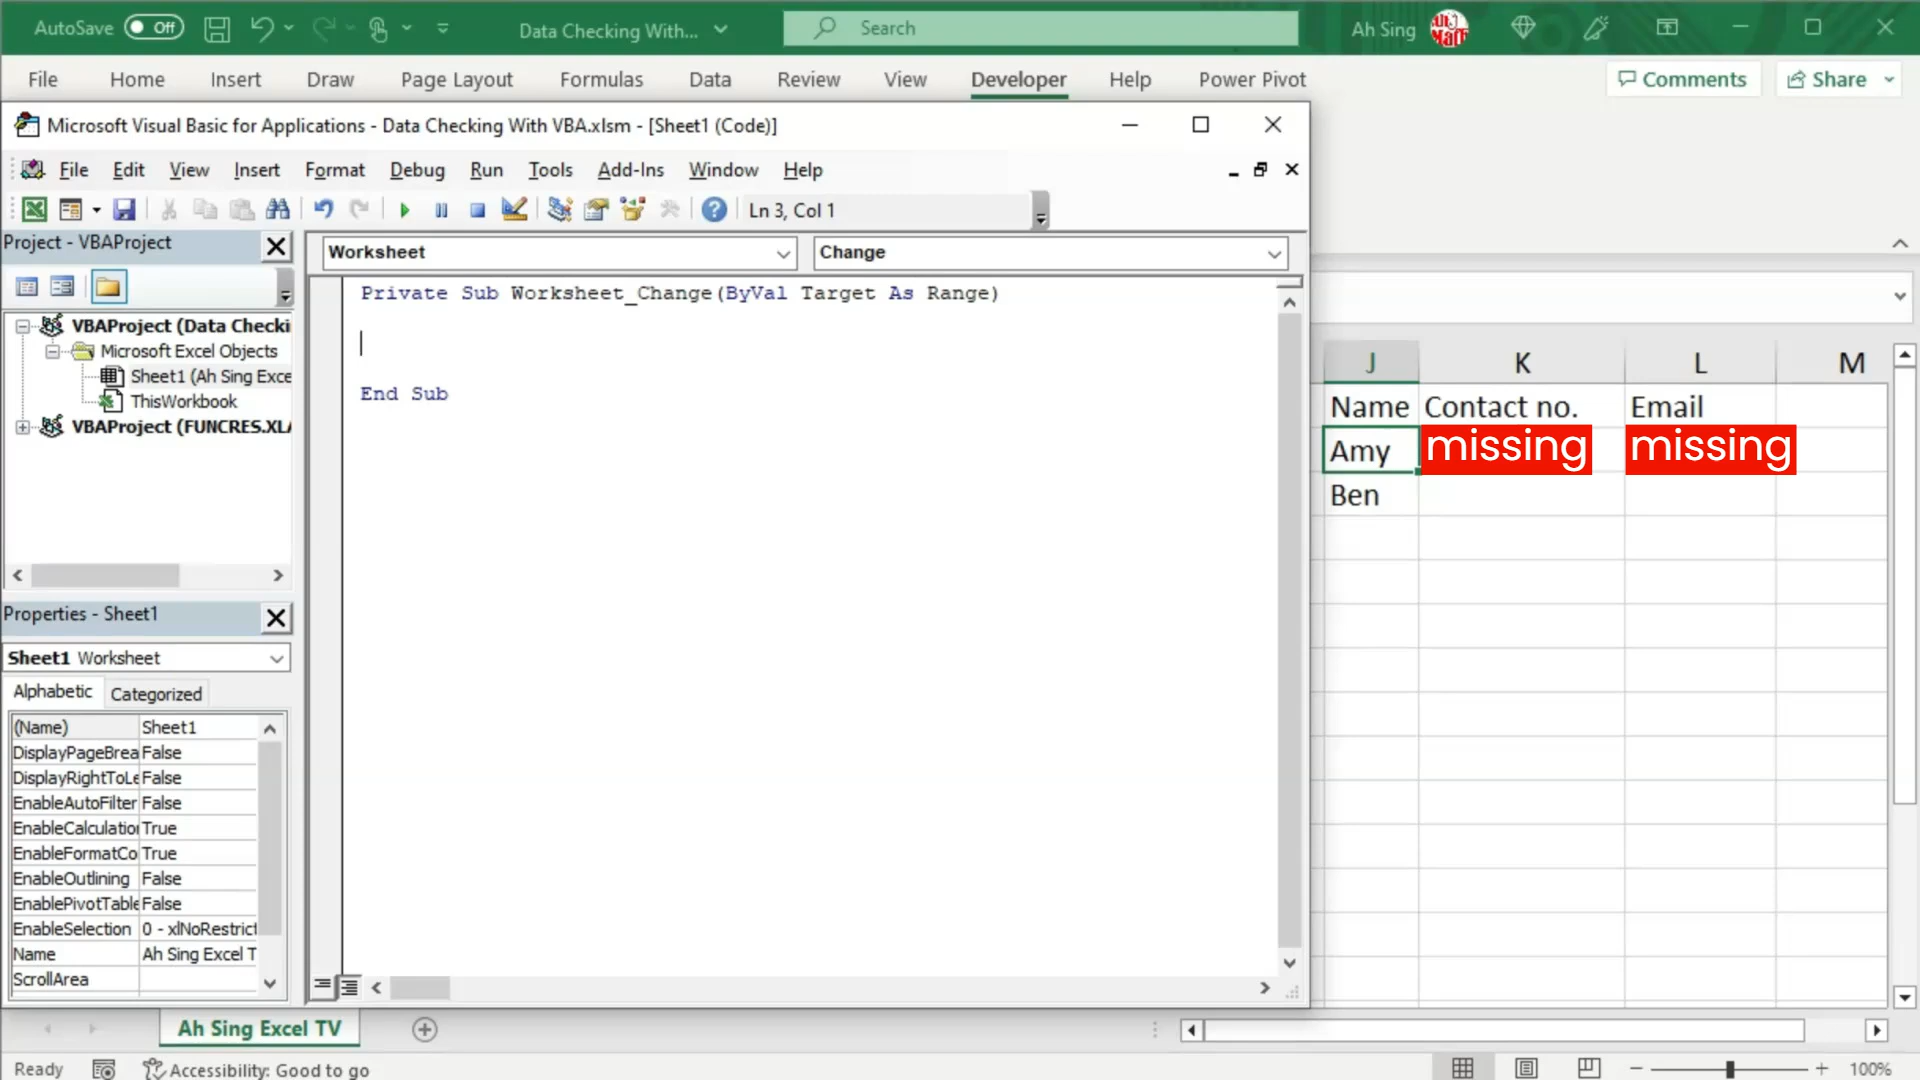 AutoSave Off Data Checking With... Search Ah Sing
File Home Insert Draw Page Layout Formulas Data Review View Developer Help Power Pivot Comments Share
Microsoft Visual Basic for Applications - Data Checking With VBA.xlsm - [Sheet1 (Code)]
File Edit View Insert Format Debug Run Tools Add-Ins Window Help
Ln 3, Col 1
Project - VBAProject
VBAProject (Data Checki
Microsoft Excel Objects
Sheet1 (Ah Sing Exce
ThisWorkbook
VBAProject (FUNCRES.XLA
Properties - Sheet1
Sheet1 Worksheet
Alphabetic Categorized
(Name) Sheet1
DisplayPageBrea False
DisplayRightToLe False
EnableAutoFilter False
EnableCalculatio True
EnableFormatCo True
EnableOutlining False
EnablePivotTable False
EnableSelection 0 - xlNoRestrict
Name Ah Sing Excel T
ScrollArea
Worksheet Change
Private Sub Worksheet_Change(ByVal Target As Range)
End Sub
J K L M
Name Contact no. Email
Amy missing missing
Ben
Ah Sing Excel TV
Ready Accessibility: Good to go 100%